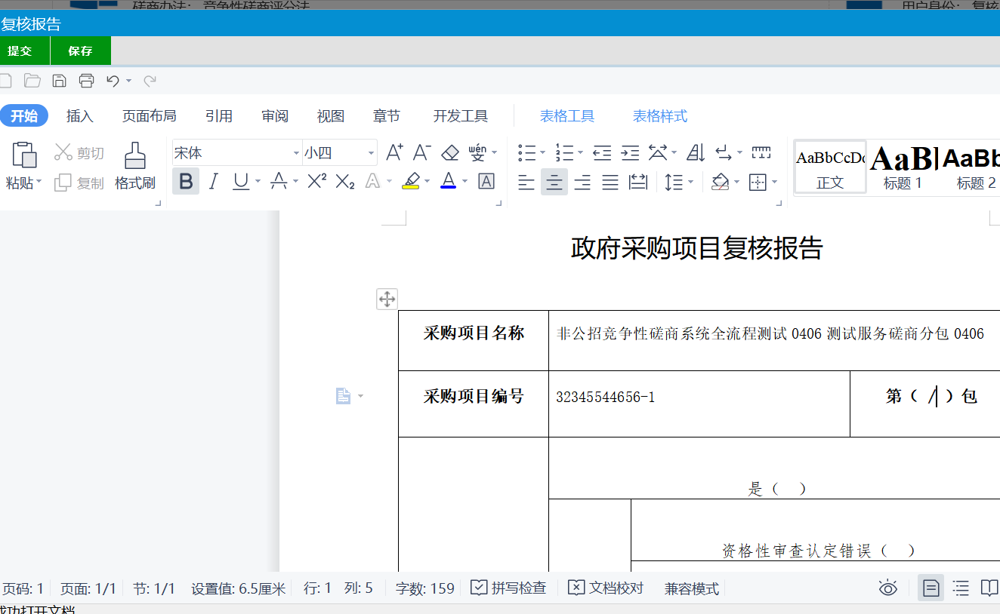 磋商办法： 竞争性磋商评分法 用户身份： 复核
复核报告
提交 保存
开始 插入 页面布局 引用 审阅 视图 章节 开发工具 表格工具 表格样式
粘贴 剪切 复制 格式刷 宋体 小四 A+ A- wén 变
B I U A X² X₂ A A A
AaBbCcDd 正文 AaBl 标题 1 AaBb 标题 2
政府采购项目复核报告
采购项目名称 非公招竞争性磋商系统全流程测试 0406 测试服务磋商分包 0406
采购项目编号 32345544656-1 第（ / ）包
是（ ）
资格性审查认定错误（ ）
页码: 1 页面: 1/1 节: 1/1 设置值: 6.5厘米 行: 1 列: 5 字数: 159 拼写检查 文档校对 兼容模式
成功打开文档